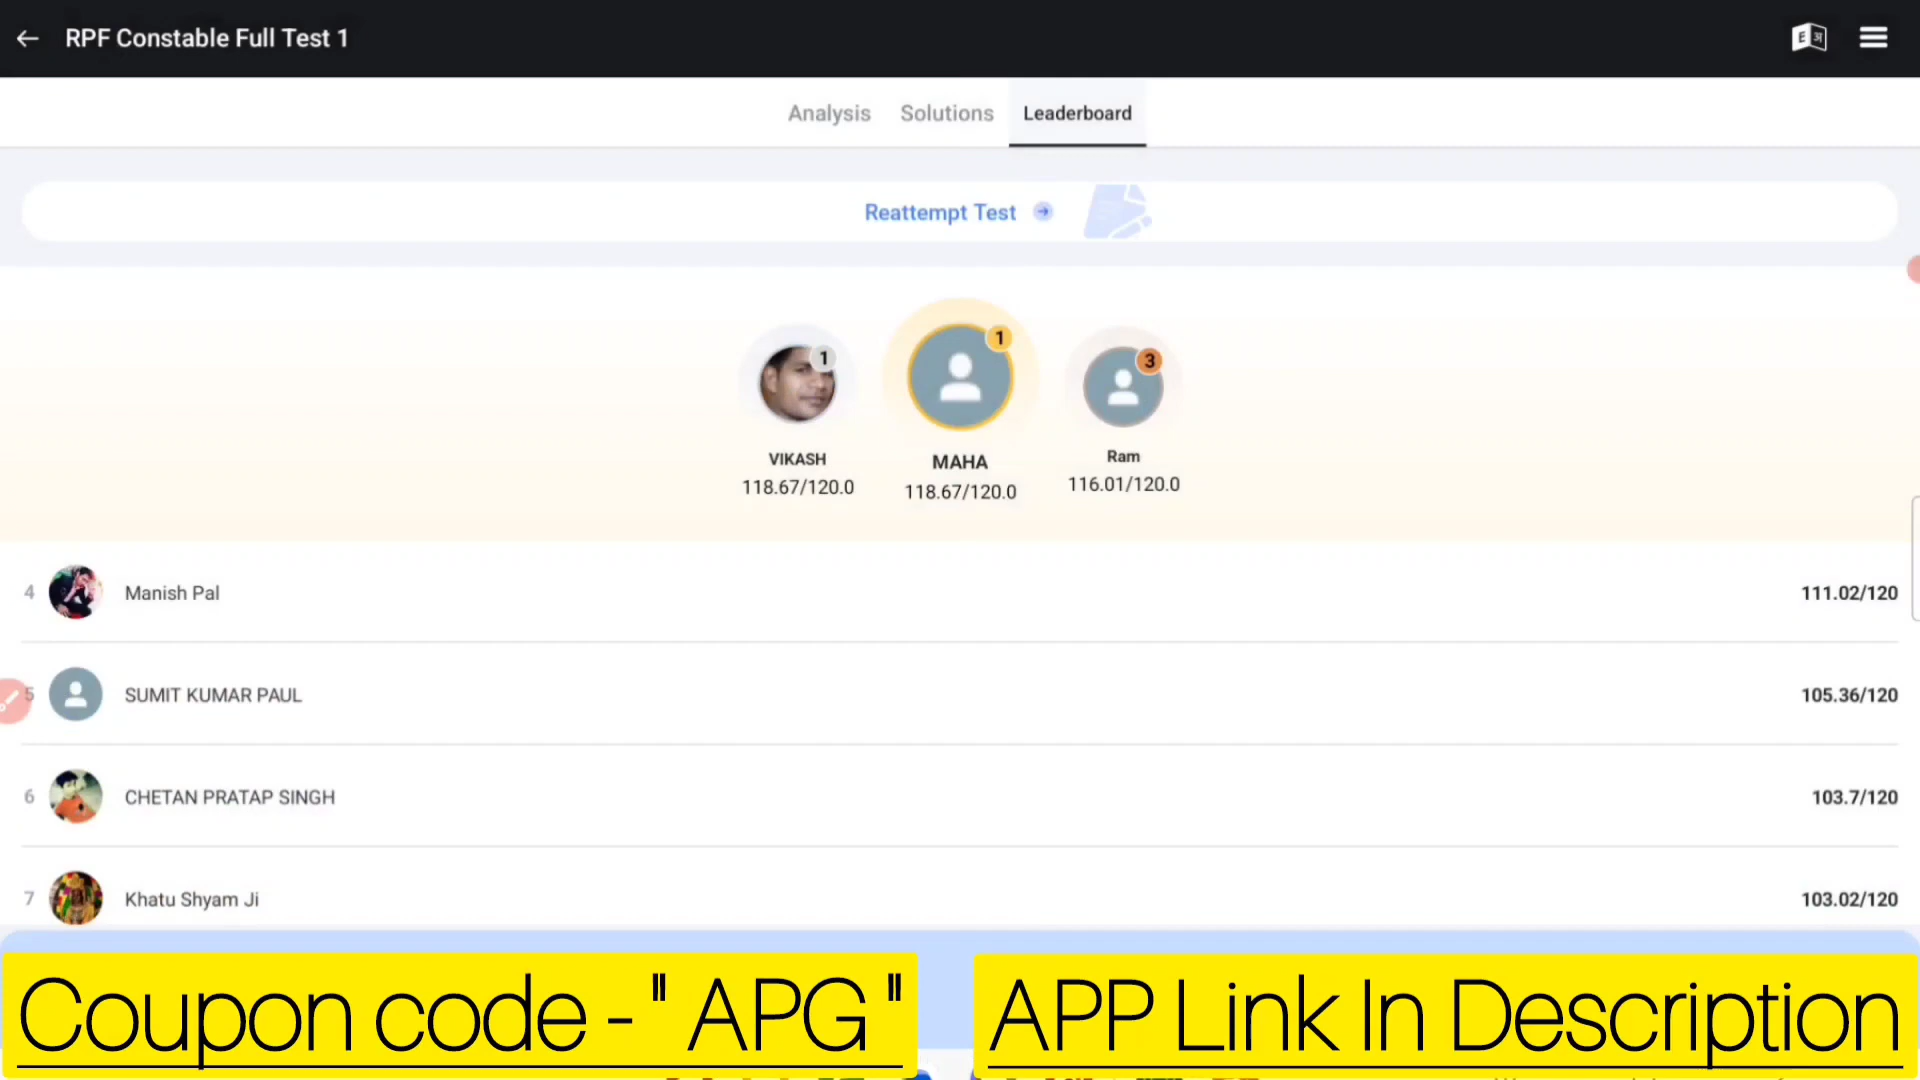 RPF Constable Full Test 1
E अ
Analysis Solutions Leaderboard
Reattempt Test
1 1 3
VIKASH MAHA Ram
118.67/120.0 118.67/120.0 116.01/120.0
4 Manish Pal 111.02/120
5 SUMIT KUMAR PAUL 105.36/120
6 CHETAN PRATAP SINGH 103.7/120
7 Khatu Shyam Ji 103.02/120
Coupon code - " APG " APP Link In Description